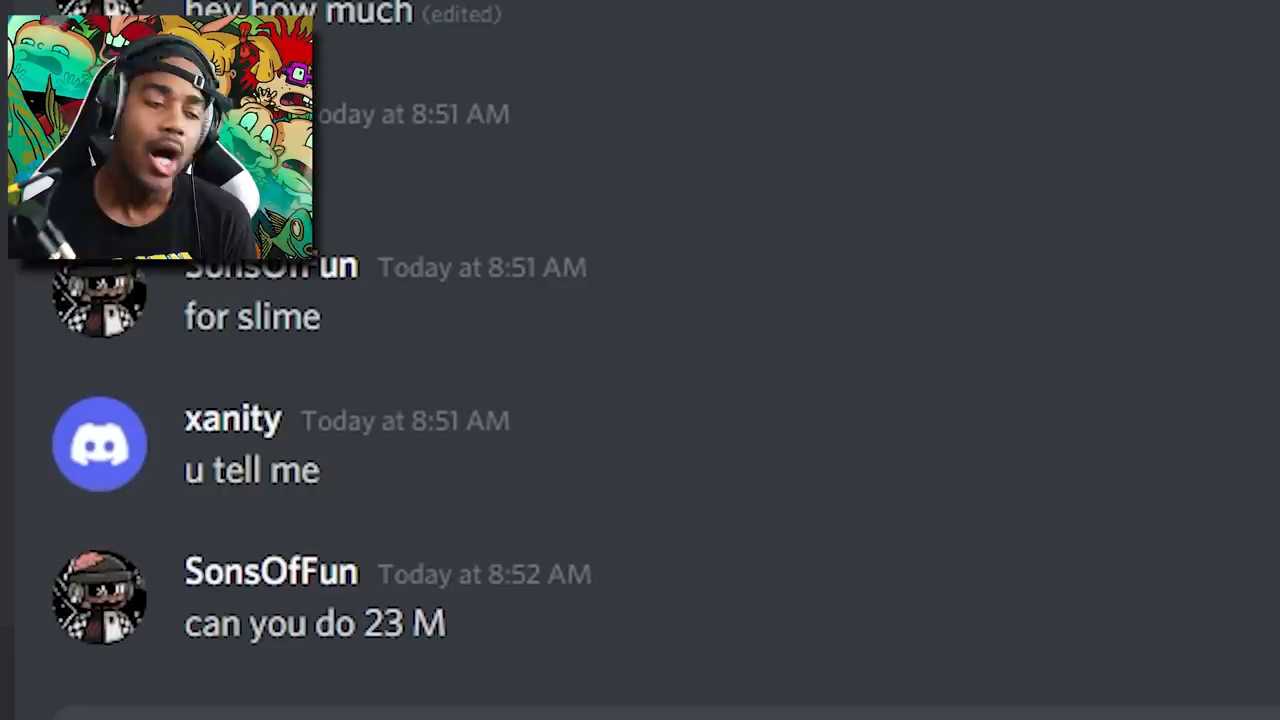 hey how much (edited)
oday at 8:51 AM
SonsOfFun Today at 8:51 AM
for slime
xanity Today at 8:51 AM
u tell me
SonsOfFun Today at 8:52 AM
can you do 23 M